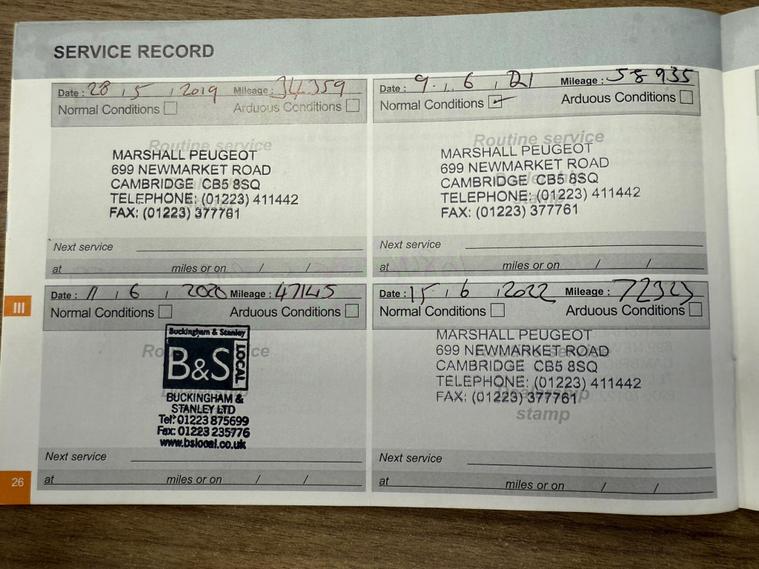 SERVICE RECORD
Date : 28 / 5 / 2019 Mileage : 34359
Normal Conditions Arduous Conditions
Routine service
MARSHALL PEUGEOT
699 NEWMARKET ROAD
CAMBRIDGE CB5 8SQ
TELEPHONE: (01223) 411442
FAX: (01223) 377761
Next service
at miles or on / /
Date : 9 / 6 / 21 Mileage : 58935
Normal Conditions Arduous Conditions
Routine service
MARSHALL PEUGEOT
699 NEWMARKET ROAD
CAMBRIDGE CB5 8SQ
TELEPHONE: (01223) 411442
FAX: (01223) 377761
Next service
at miles or on / /
III
Date : 11 / 6 / 2020 Mileage : 47145
Normal Conditions Arduous Conditions
Buckingham & Stanley
B&S LOCAL
BUCKINGHAM &
STANLEY LTD
Tel: 01223 875699
Fax: 01223 235776
www.bslocal.co.uk
Next service
at miles or on / /
Date : 15 / 6 / 2022 Mileage :
Normal Conditions Arduous Conditions
MARSHALL PEUGEOT
699 NEWMARKET ROAD
CAMBRIDGE CB5 8SQ
TELEPHONE: (01223) 411442
FAX: (01223) 377761
stamp
Next service
at miles or on / /
26